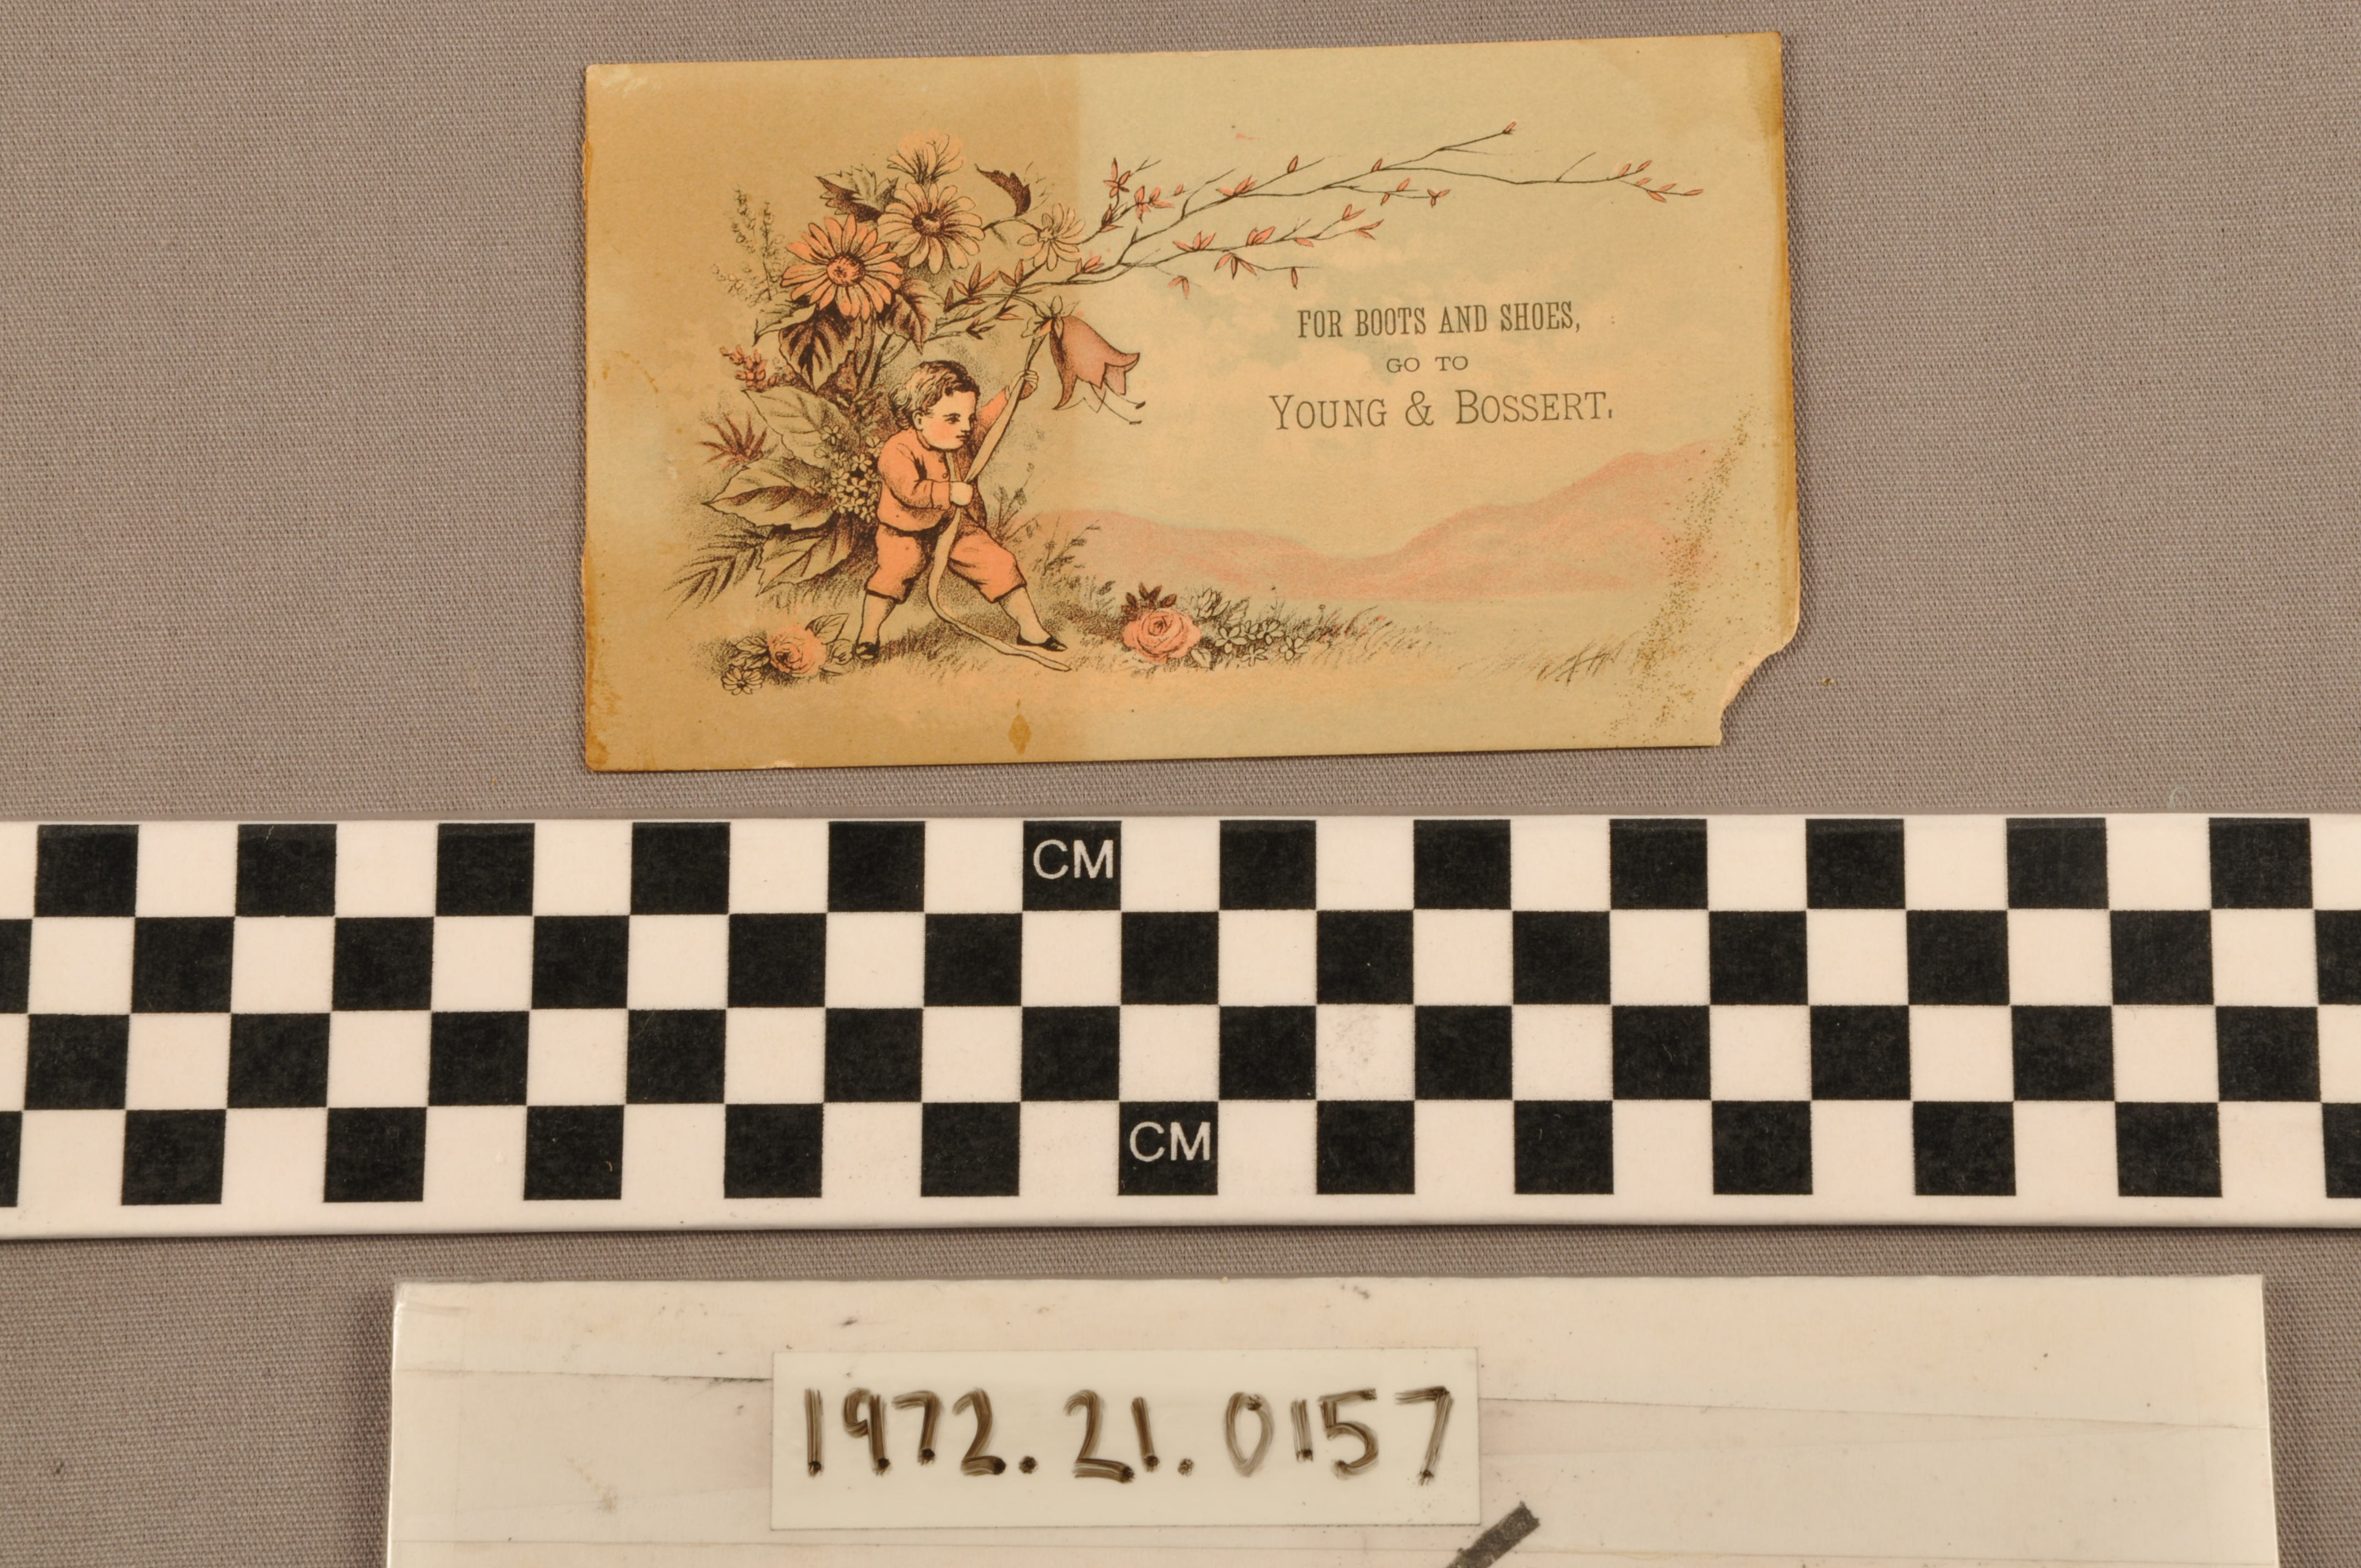 FOR BOOTS AND SHOES,
GO TO
YOUNG & BOSSERT.
CM
CM
1972.21.0157